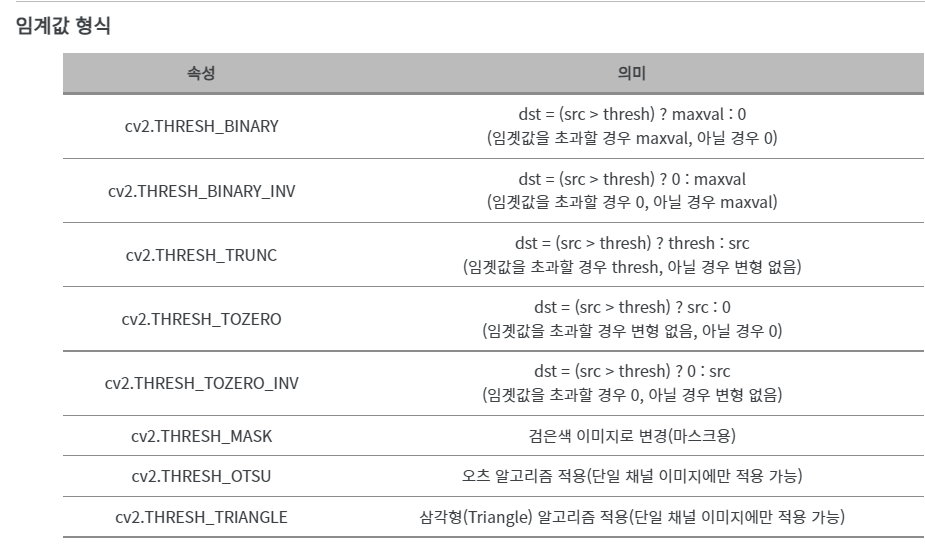 임계값 형식
속성 의미
cv2.THRESH_BINARY
dst = (src > thresh) ? maxval : 0
(임곗값을 초과할 경우 maxval, 아닐 경우 0)
cv2.THRESH_BINARY_INV
dst = (src > thresh) ? 0 : maxval
(임곗값을 초과할 경우 0, 아닐 경우 maxval)
cv2.THRESH_TRUNC
dst = (src > thresh) ? thresh : src
(임곗값을 초과할 경우 thresh, 아닐 경우 변형 없음)
cv2.THRESH_TOZERO
dst = (src > thresh) ? src : 0
(임곗값을 초과할 경우 변형 없음, 아닐 경우 0)
cv2.THRESH_TOZERO_INV
dst = (src > thresh) ? 0 : src
(임곗값을 초과할 경우 0, 아닐 경우 변형 없음)
cv2.THRESH_MASK 검은색 이미지로 변경(마스크용)
cv2.THRESH_OTSU 오츠 알고리즘 적용(단일 채널 이미지에만 적용 가능)
cv2.THRESH_TRIANGLE 삼각형(Triangle) 알고리즘 적용(단일 채널 이미지에만 적용 가능)